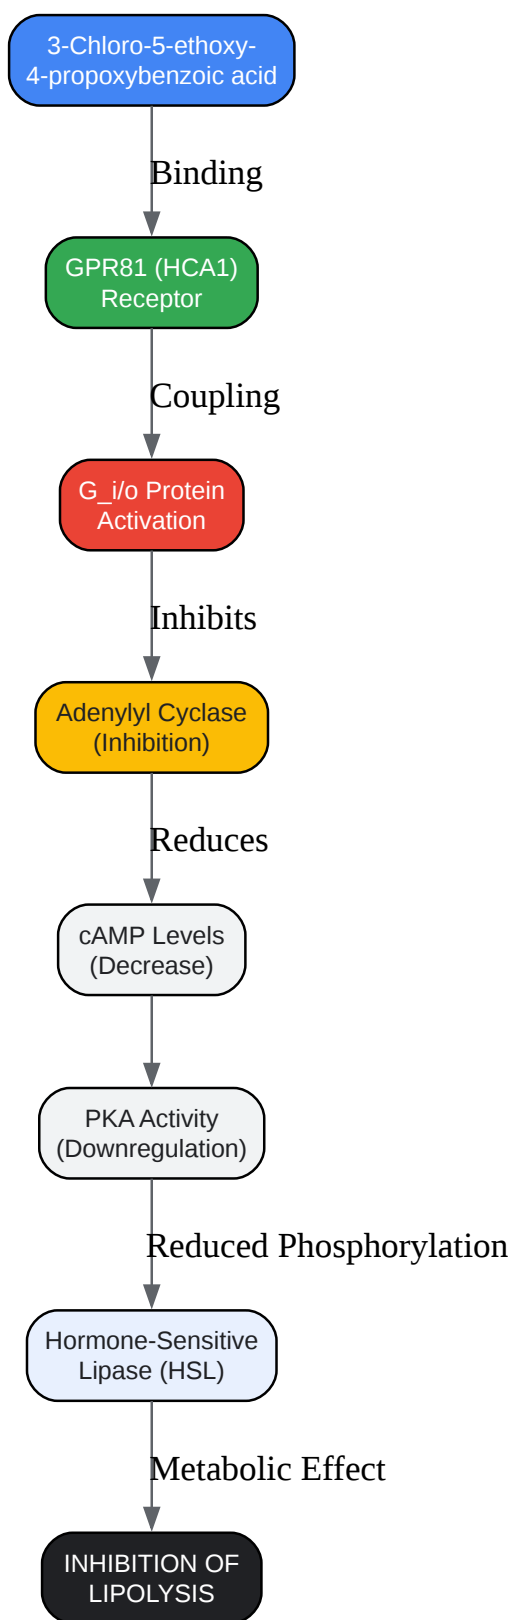 3-Chloro-5-ethoxy-
4-propoxybenzoic acid
Binding
GPR81 (HCA1)
Receptor
Coupling
G_i/o Protein
Activation
Inhibits
Adenylyl Cyclase
(Inhibition)
Reduces
cAMP Levels
(Decrease)
PKA Activity
(Downregulation)
Reduced Phosphorylation
Hormone-Sensitive
Lipase (HSL)
Metabolic Effect
INHIBITION OF
LIPOLYSIS